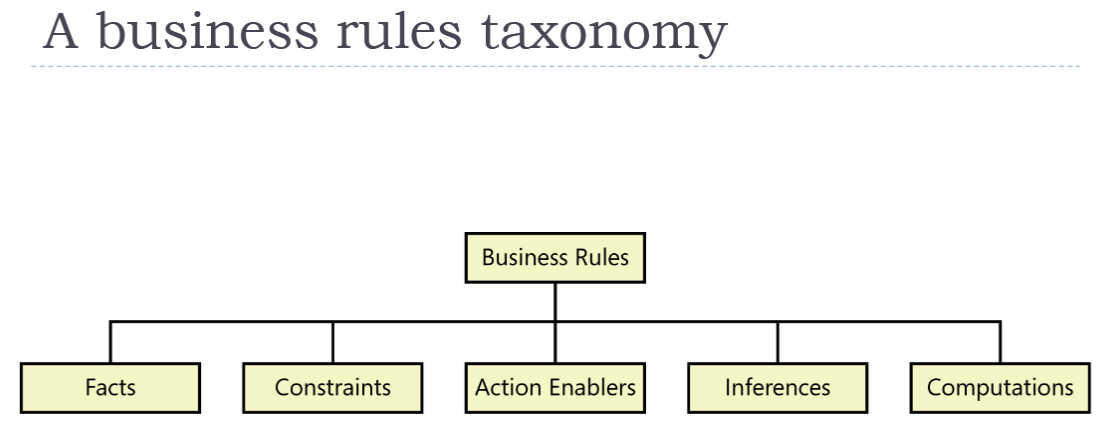 A business rules taxonomy
Business Rules
Facts
Constraints
Action Enablers
Inferences
Computations